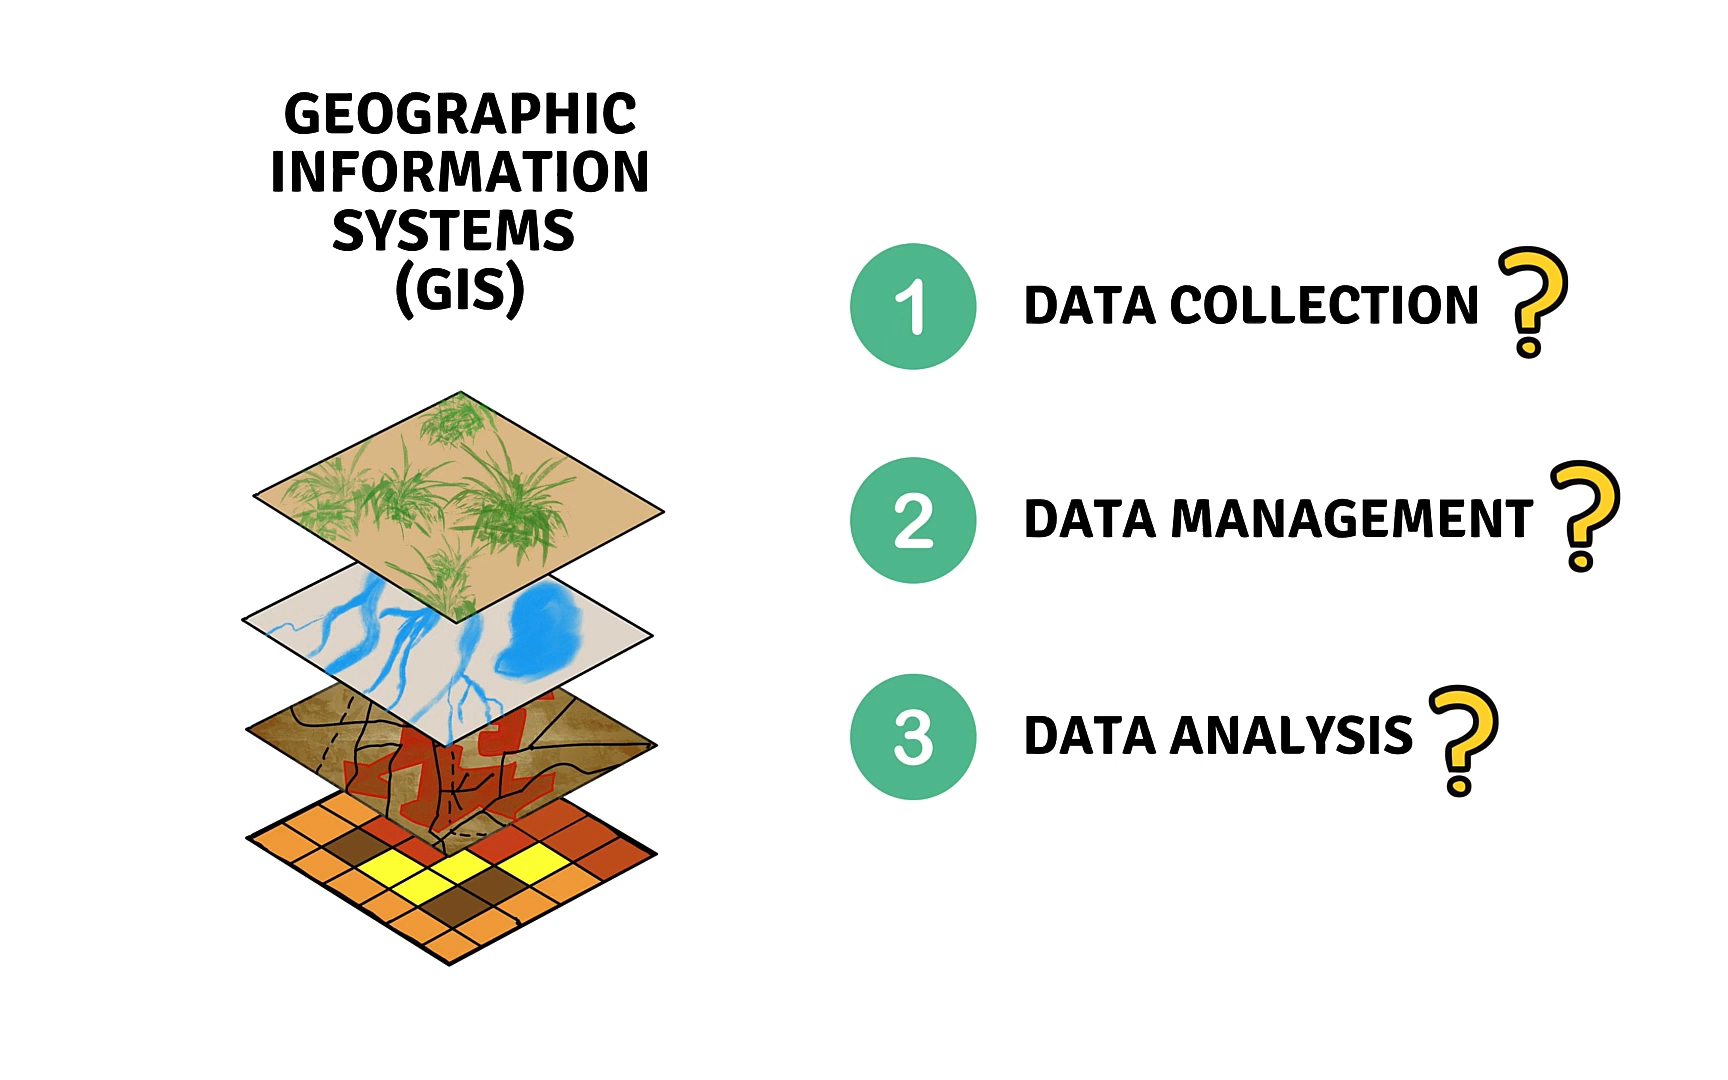 GEOGRAPHIC
INFORMATION
SYSTEMS
(GIS)
1 DATA COLLECTION ?
2 DATA MANAGEMENT ?
3 DATA ANALYSIS ?